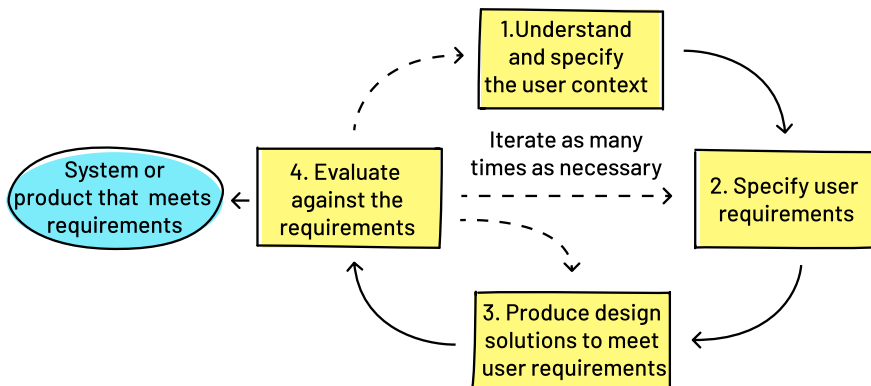 1.Understand
and specify
the user context
Iterate as many
times as necessary
System or
product that meets
requirements
4. Evaluate
against the
requirements
2. Specify user
requirements
3. Produce design
solutions to meet
user requirements